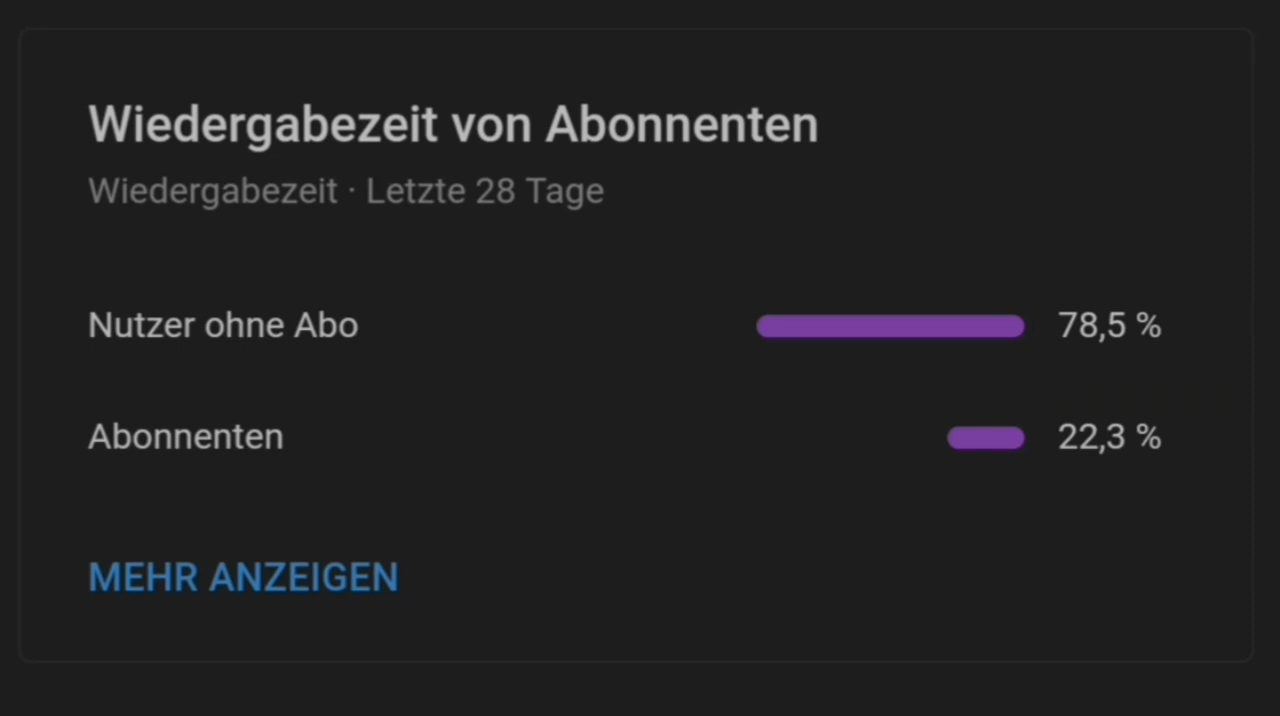 Wiedergabezeit von Abonnenten
Wiedergabezeit · Letzte 28 Tage
Nutzer ohne Abo 78,5 %
Abonnenten 22,3 %
MEHR ANZEIGEN